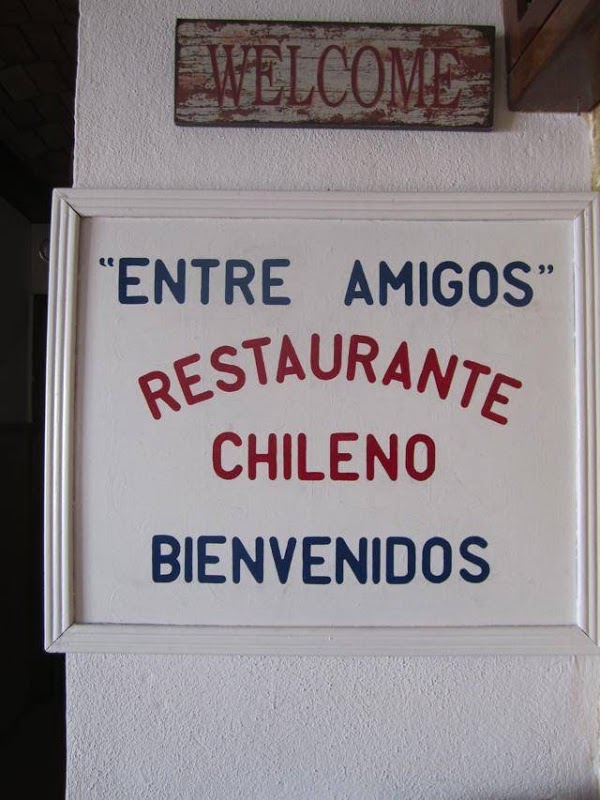 WELCOME
“ENTRE AMIGOS”
RESTAURANTE
CHILENO
BIENVENIDOS